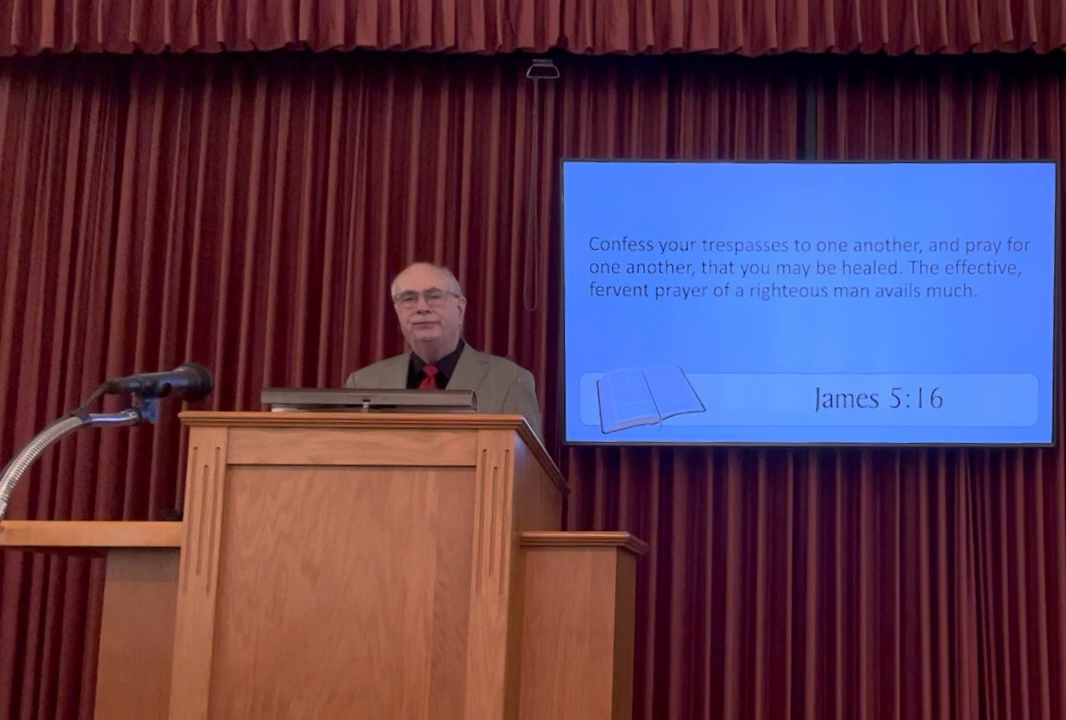 Confess your trespasses to one another, and pray for
one another, that you may be healed. The effective,
fervent prayer of a righteous man avails much.
James 5:16